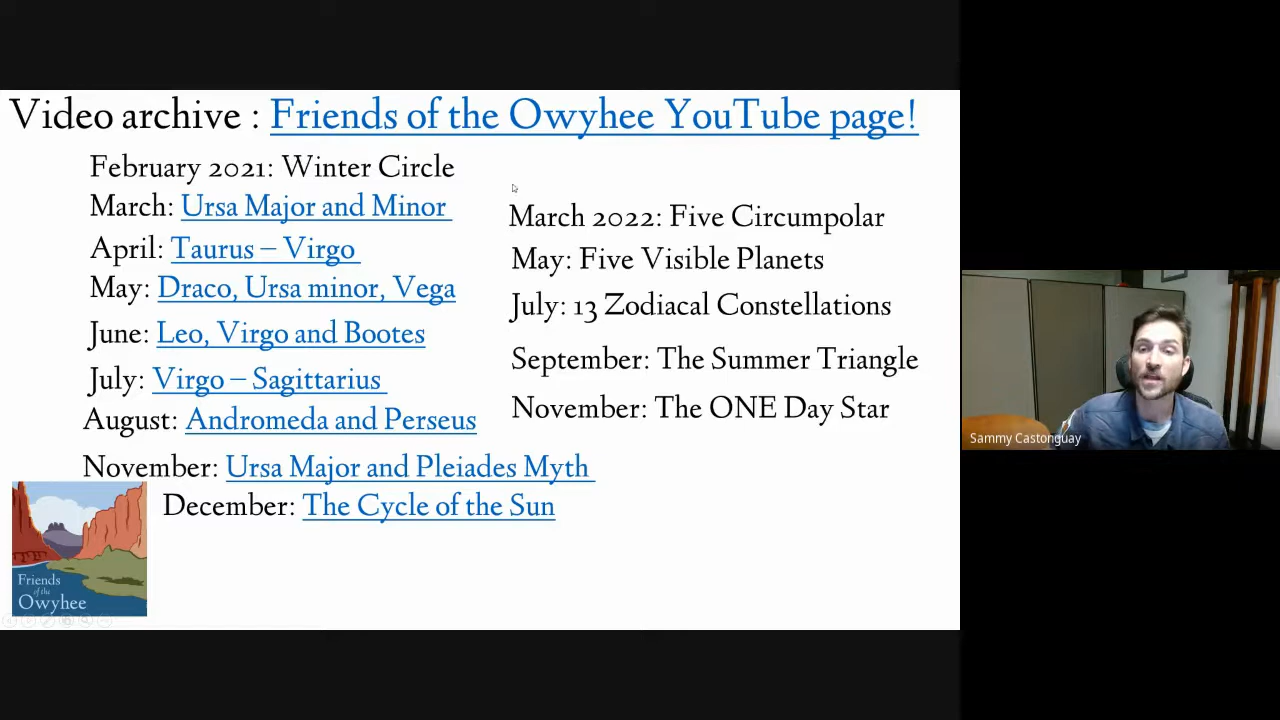 Video archive : Friends of the Owyhee YouTube page!
February 2021: Winter Circle
March: Ursa Major and Minor
April: Taurus – Virgo
May: Draco, Ursa minor, Vega
June: Leo, Virgo and Bootes
July: Virgo – Sagittarius
August: Andromeda and Perseus
November: Ursa Major and Pleiades Myth
December: The Cycle of the Sun
March 2022: Five Circumpolar
May: Five Visible Planets
July: 13 Zodiacal Constellations
September: The Summer Triangle
November: The ONE Day Star
Friends
of the
Owyhee
Sammy Castonguay